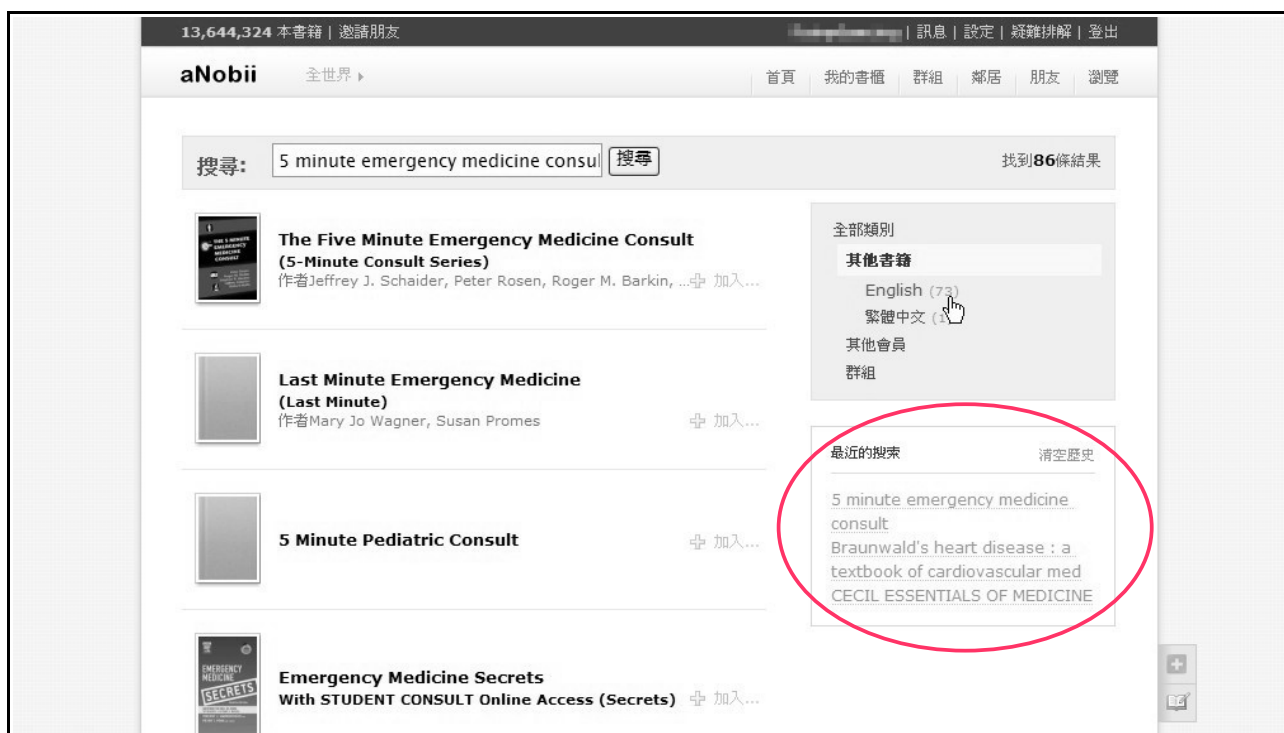 13,644,324 本書籍 | 邀請朋友
| 訊息 | 設定 | 疑難排解 | 登出
aNobii 全世界
首頁 我的書櫃 群組 鄰居 朋友 瀏覽
搜尋: 5 minute emergency medicine consul 搜尋
找到86條結果
The Five Minute Emergency Medicine Consult
(5-Minute Consult Series)
作者Jeffrey J. Schaider, Peter Rosen, Roger M. Barkin, ... 加入...
Last Minute Emergency Medicine
(Last Minute)
作者Mary Jo Wagner, Susan Promes 加入...
5 Minute Pediatric Consult 加入...
EMERGENCY
MEDICINE
SECRETS
Emergency Medicine Secrets
With STUDENT CONSULT Online Access (Secrets) 加入...
全部類別
其他書籍
English (73)
繁體中文
其他會員
群組
最近的搜索 清空歷史
5 minute emergency medicine
consult
Braunwald's heart disease : a
textbook of cardiovascular med
CECIL ESSENTIALS OF MEDICINE